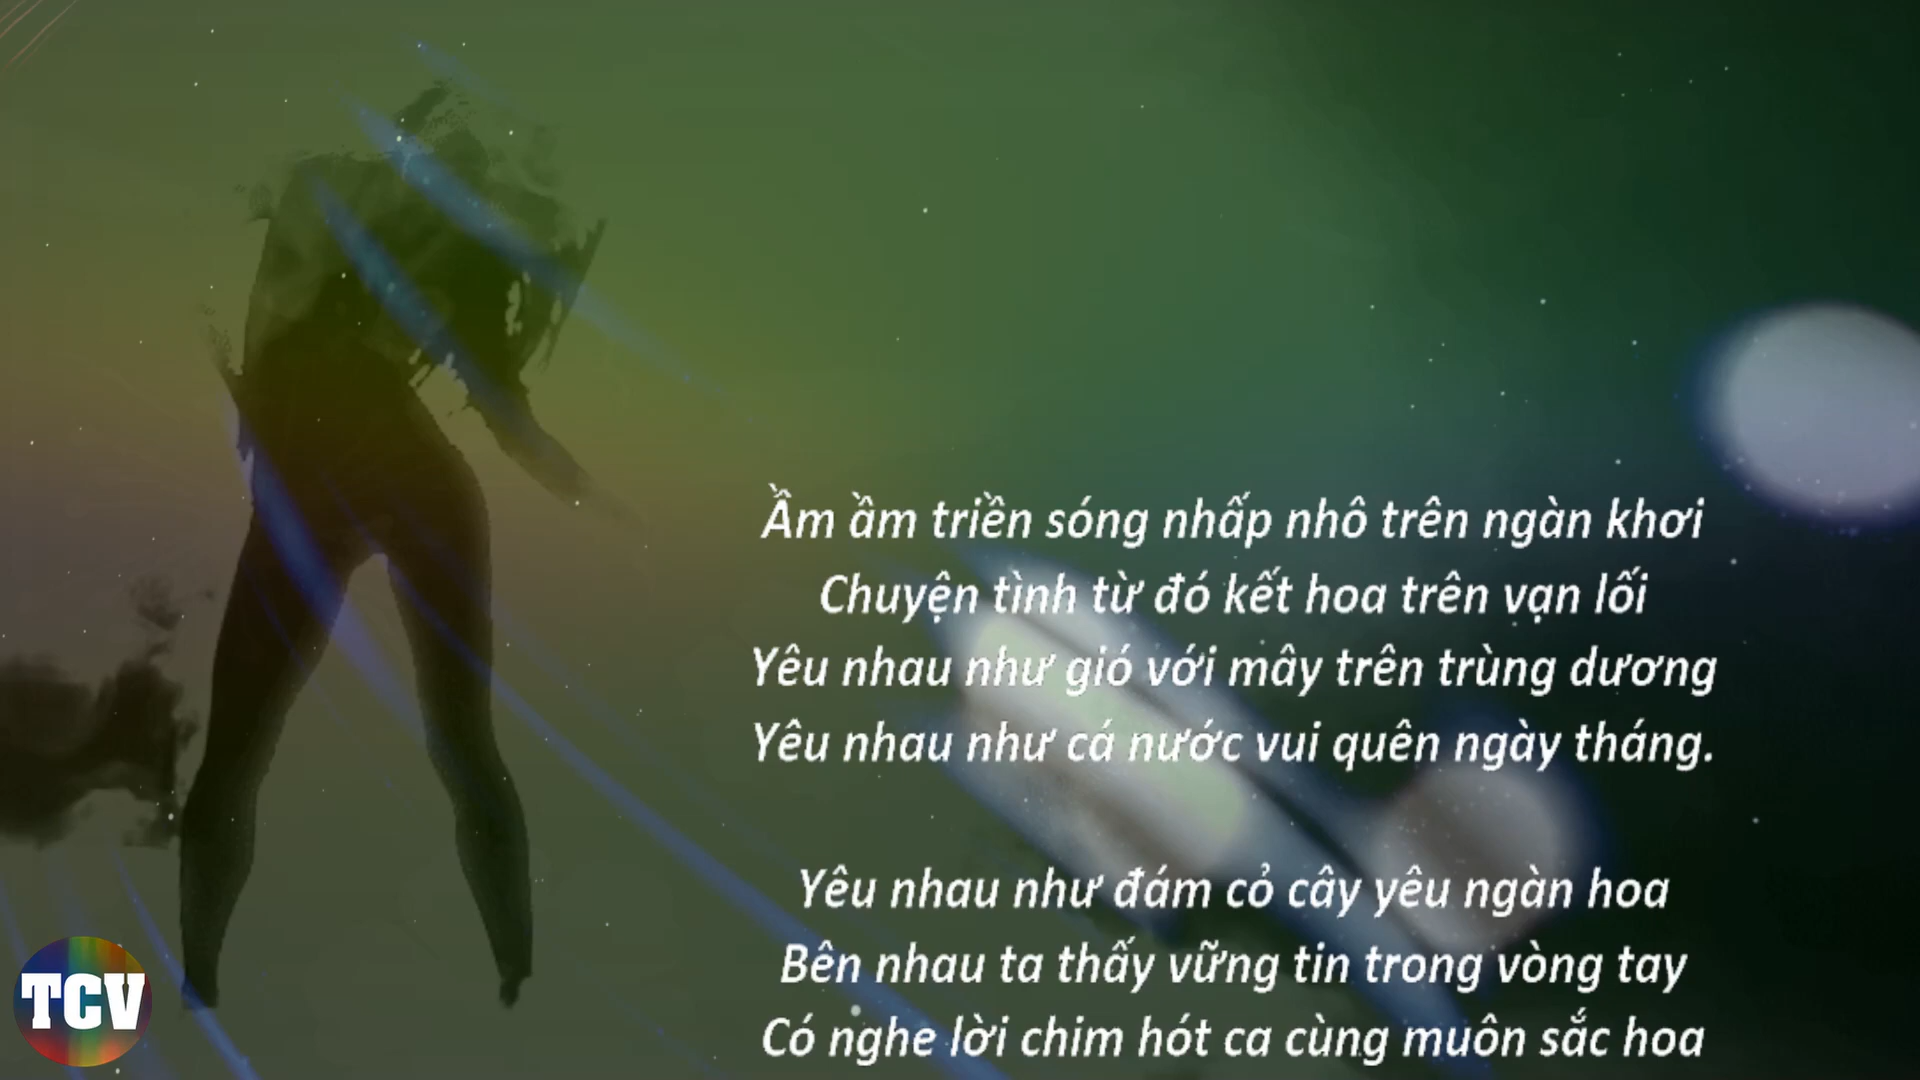 Ầm ầm triền sóng nhấp nhô trên ngàn khơi
Chuyện tình từ đó kết hoa trên vạn lối
Yêu nhau như gió với mây trên trùng dương
Yêu nhau như cá nước vui quên ngày tháng.
Yêu nhau như đám cỏ cây yêu ngàn hoa
Bên nhau ta thấy vững tin trong vòng tay
Có nghe lời chim hót ca cùng muôn sắc hoa
TCV